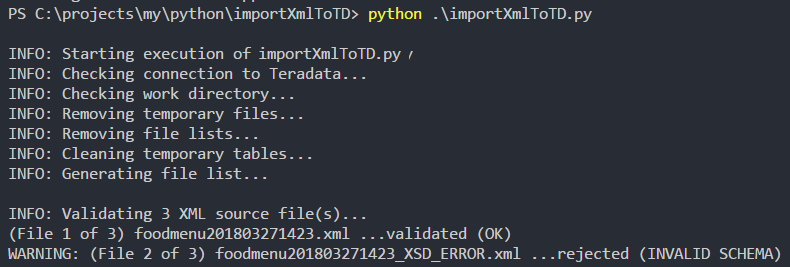 PS C:\projects\my\python\importXmlToTD> python .\importXmlToTD.py
INFO: Starting execution of importXmlToTD.py
INFO: Checking connection to Teradata...
INFO: Checking work directory...
INFO: Removing temporary files...
INFO: Removing file lists...
INFO: Cleaning temporary tables...
INFO: Generating file list...
INFO: Validating 3 XML source file(s)...
(File 1 of 3) foodmenu201803271423.xml ...validated (OK)
WARNING: (File 2 of 3) foodmenu201803271423_XSD_ERROR.xml ...rejected (INVALID SCHEMA)